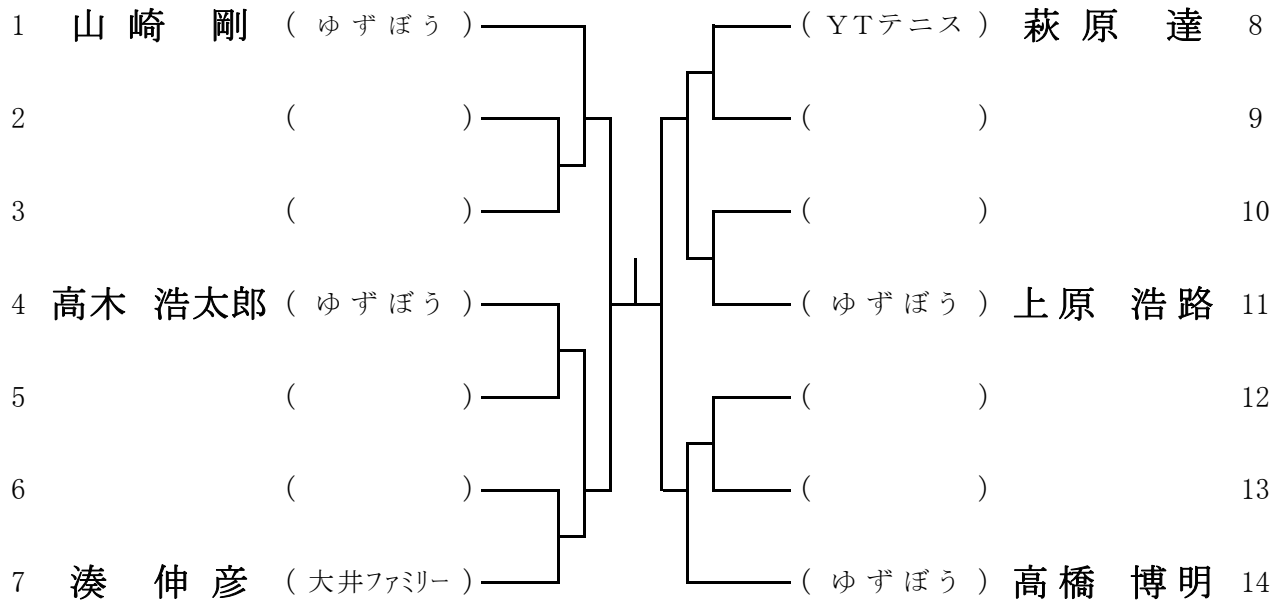 1 山崎 剛 (ゆずぼう)
2 ( )
3 ( )
4 高木 浩太郎 (ゆずぼう)
5 ( )
6 ( )
7 湊 伸彦 (大井ファミリー)
(YTテニス) 萩原 達 8
( ) 9
( ) 10
(ゆずぼう) 上原 浩路 11
( ) 12
( ) 13
(ゆずぼう) 高橋 博明 14